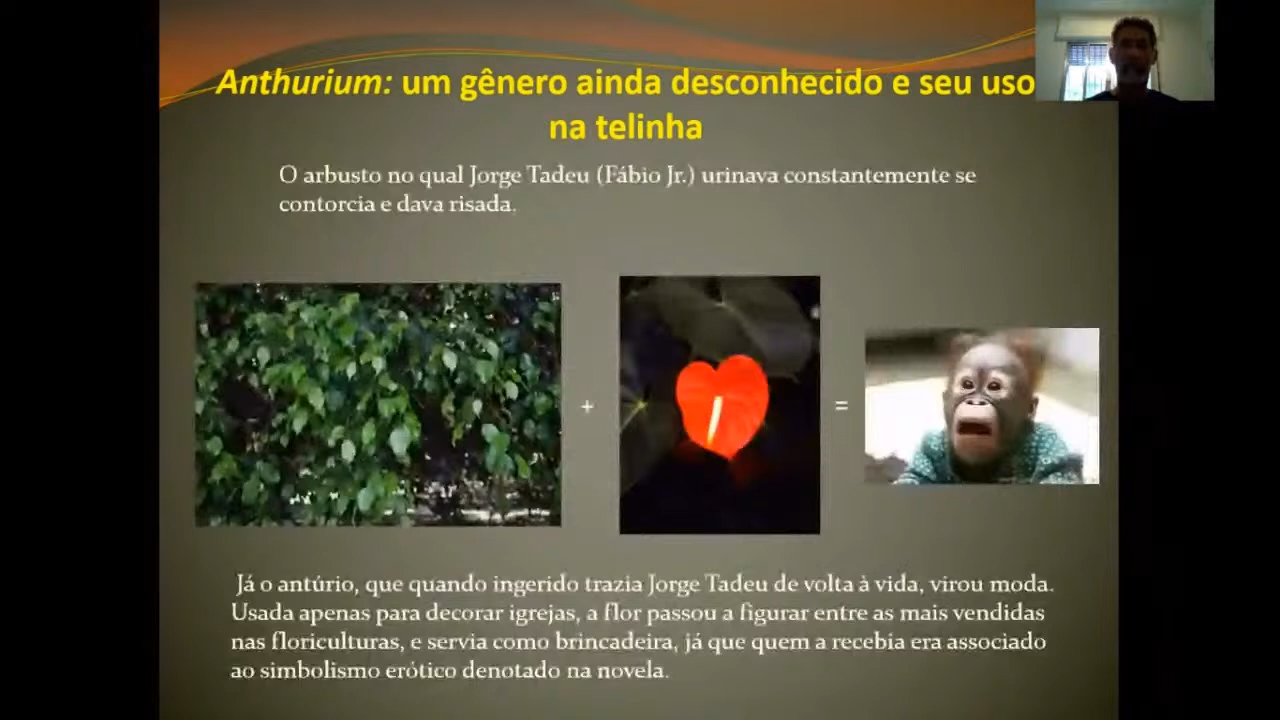 Anthurium: um gênero ainda desconhecido e seu uso
na telinha
O arbusto no qual Jorge Tadeu (Fábio Jr.) urinava constantemente se
contorcia e dava risada.
+
=
Já o antúrio, que quando ingerido trazia Jorge Tadeu de volta à vida, virou moda.
Usada apenas para decorar igrejas, a flor passou a figurar entre as mais vendidas
nas floriculturas, e servia como brincadeira, já que quem a recebia era associado
ao simbolismo erótico denotado na novela.